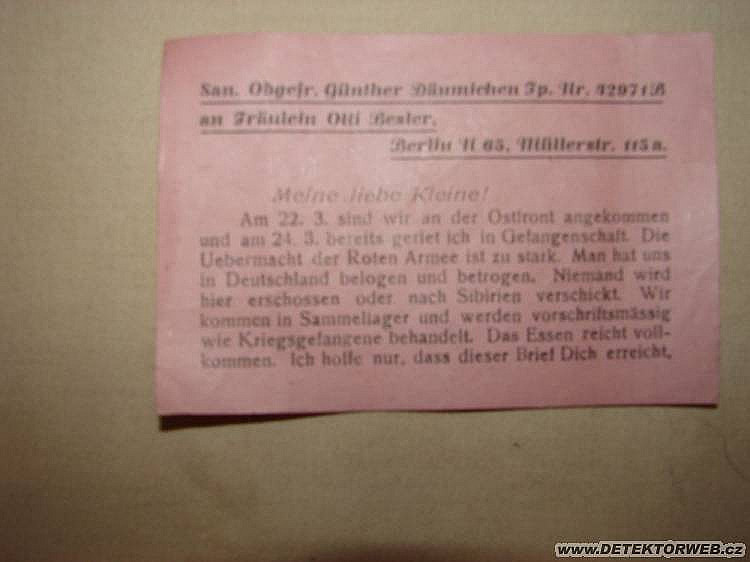 San. Obgefr. Günther Däumichen Fp. Nr. 42971B
an Fräulein Otti Besler,
Berlin N 65, Müllerstr. 115a.
Meine liebe Kleine!
Am 22. 3. sind wir an der Ostfront angekommen
und am 24. 3. bereits geriet ich in Gefangenschaft. Die
Uebermacht der Roten Armee ist zu stark. Man hat uns
in Deutschland belogen und betrogen. Niemand wird
hier erschossen oder nach Sibirien verschickt. Wir
kommen in Sammellager und werden vorschriftsmässig
wie Kriegsgefangene behandelt. Das Essen reicht voll-
kommen. Ich hoffe nur, dass dieser Brief Dich erreicht,
www.DETEKTORWEB.cz